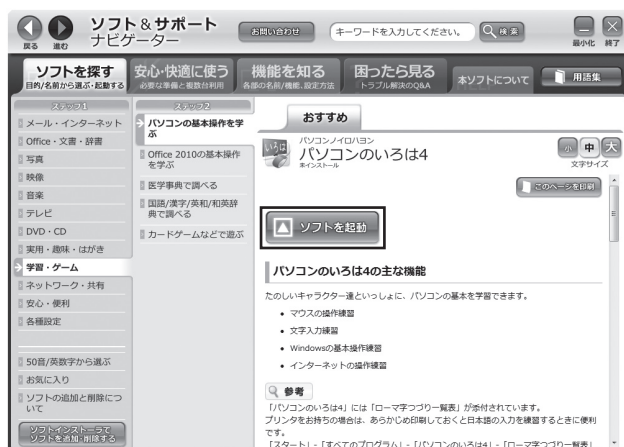 戻る
進む
ソフト&サポート
ナビゲーター
お問い合わせ
キーワードを入力してください。
検索
最小化
終了
ソフトを探す
目的/名前から選ぶ・起動する
安心・快適に使う
必要な準備と複数台利用
機能を知る
各部の名前/機能、設定方法
困ったら見る
トラブル解決のQ&A
本ソフトについて
用語集
ステップ1
メール・インターネット
Office・文書・辞書
写真
映像
音楽
テレビ
DVD・CD
実用・趣味・はがき
学習・ゲーム
ネットワーク・共有
安心・便利
各種設定
50音/英数字から選ぶ
お気に入り
ソフトの追加と削除につ
いて
ソフトインストーラで
ソフトを追加・削除する
ステップ2
パソコンの基本操作を学
ぶ
Office 2010の基本操作
を学ぶ
医学事典で調べる
国語/漢字/英和/和英辞
典で調べる
カードゲームなどで遊ぶ
おすすめ
いろは
パソコンノイロハヨン
パソコンのいろは4
未インストール
小 中 大
文字サイズ
このページを印刷
ソフトを起動
パソコンのいろは4の主な機能
たのしいキャラクター達といっしょに、パソコンの基本を学習できます。
• マウスの操作練習
• 文字入力練習
• Windowsの基本操作練習
• インターネットの操作練習
参考
「パソコンのいろは4」には「ローマ字つづり一覧表」が添付されています。
プリンタをお持ちの場合は、あらかじめ印刷しておくと日本語の入力を練習するときに便利
です。
「スタート」-「すべてのプログラム」-「パソコンのいろは4」-「ローマ字つづり一覧表」